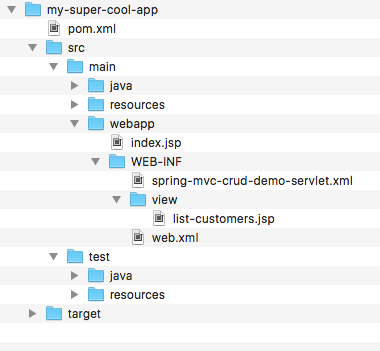 my-super-cool-app
pom.xml
src
main
java
resources
webapp
index.jsp
WEB-INF
spring-mvc-crud-demo-servlet.xml
view
list-customers.jsp
web.xml
test
java
resources
target